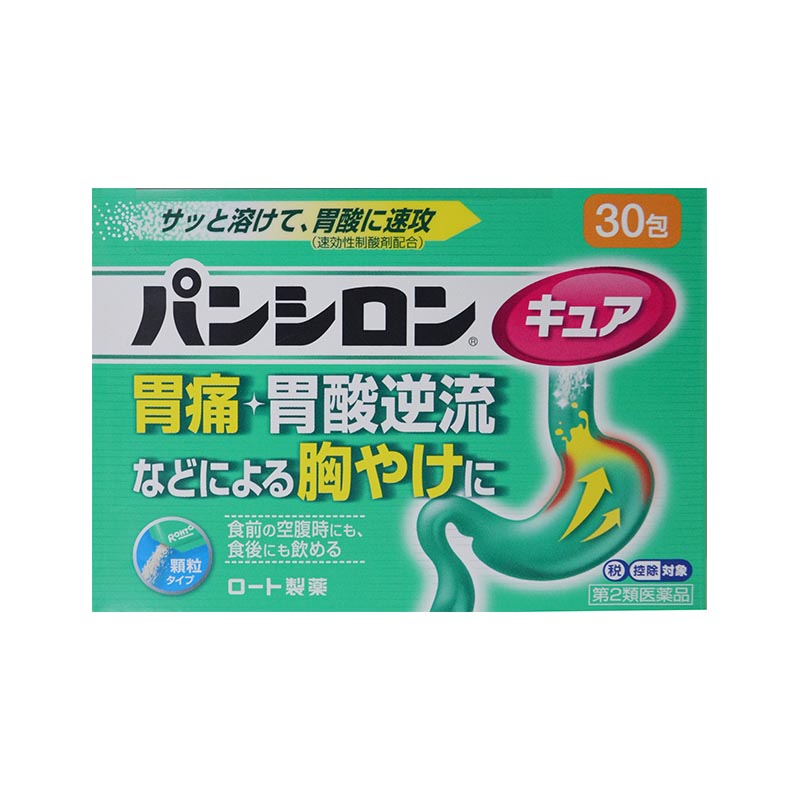 サッと溶けて、胃酸に速攻
(速効性制酸剤配合)
30包
パンシロン®
キュア
胃痛・胃酸逆流
などによる胸やけに
食前の空腹時にも、
食後にも飲める
ROHTO
顆粒
タイプ
ロート製薬
税 控除 対象
第2類医薬品